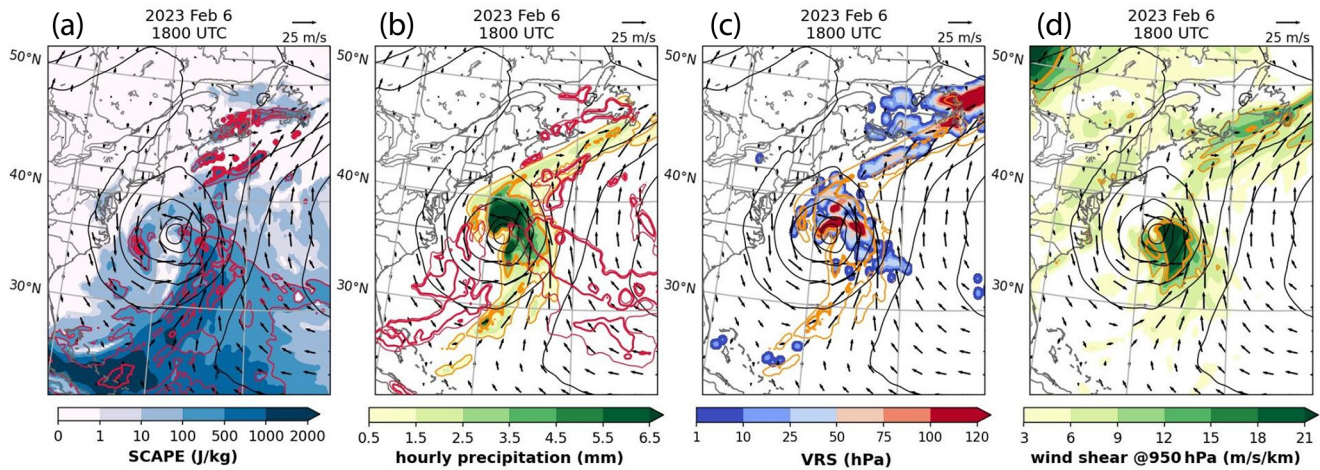 (a) 2023 Feb 6
1800 UTC 25 m/s
50°N
40°N
30°N
0 1 10 100 500 1000 2000
SCAPE (J/kg)
(b) 2023 Feb 6
1800 UTC 25 m/s
50°N
40°N
30°N
0.5 1.5 2.5 3.5 4.5 5.5 6.5
hourly precipitation (mm)
(c) 2023 Feb 6
1800 UTC 25 m/s
50°N
40°N
30°N
1 10 25 50 75 100 120
VRS (hPa)
(d) 2023 Feb 6
1800 UTC 25 m/s
50°N
40°N
30°N
3 6 9 12 15 18 21
wind shear @950 hPa (m/s/km)